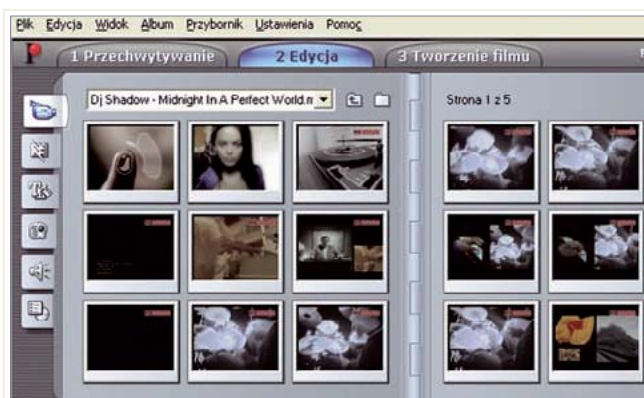 Plik Edycja Widok Album Przybornik Ustawienia Pomoc
1 Przechwytywanie 2 Edycja 3 Tworzenie filmu
Dj Shadow - Midnight In A Perfect World.m
Strona 1 z 5